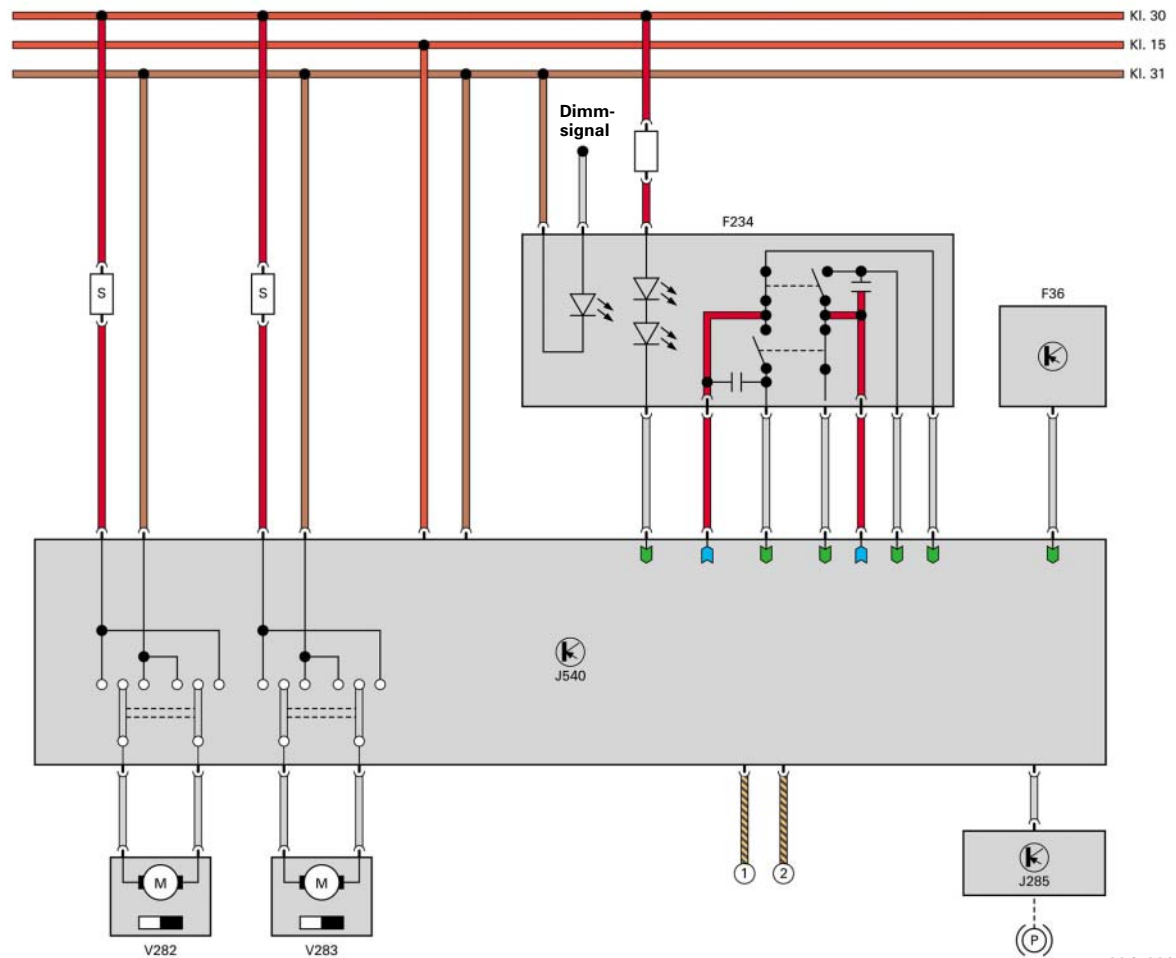 Kl. 30
Kl. 15
Kl. 31
Dimm-
signal
F234
S
S
F36
J540
M
M
1
2
J285
P
V282
V283